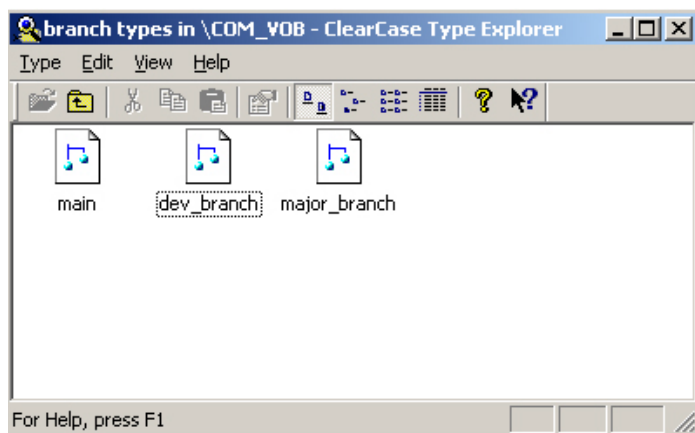 branch types in \COM_VOB - ClearCase Type Explorer
Type Edit View Help
main dev_branch major_branch
For Help, press F1